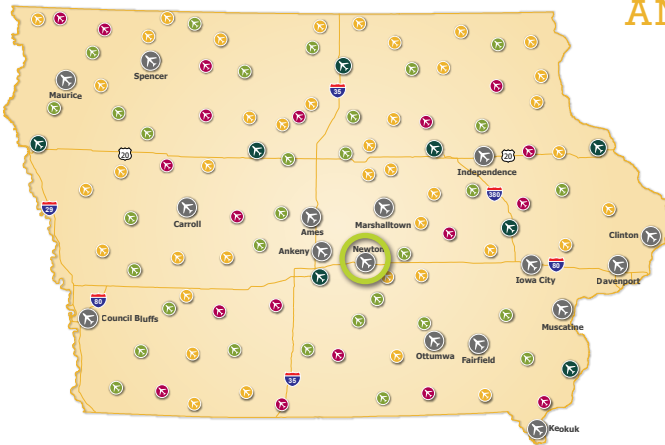 AN
35
Spencer
Maurice
20
20
Independence
380
29
Carroll
Ames
Marshalltown
Clinton
Ankeny
Newton
80
Iowa City
Davenport
80
Council Bluffs
Muscatine
Ottumwa
Fairfield
35
Keokuk